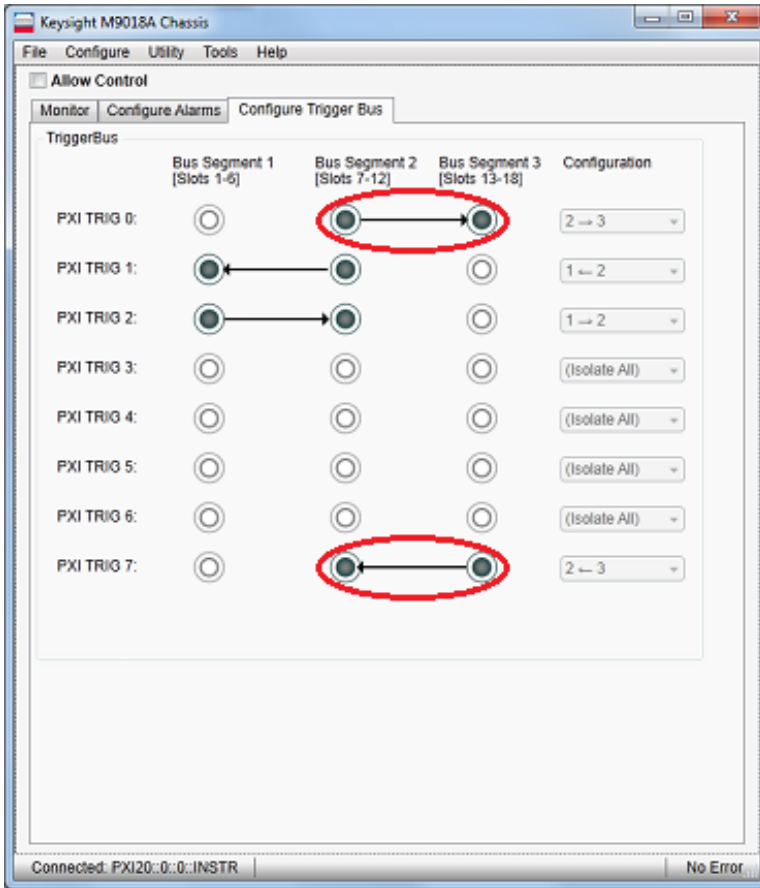 Keysight M9018A Chassis
File Configure Utility Tools Help
Allow Control
Monitor Configure Alarms Configure Trigger Bus
TriggerBus
Bus Segment 1 Bus Segment 2 Bus Segment 3 Configuration
[Slots 1-6] [Slots 7-12] [Slots 13-18]
PXI TRIG 0: 2 → 3
PXI TRIG 1: 1 ← 2
PXI TRIG 2: 1 → 2
PXI TRIG 3: (Isolate All)
PXI TRIG 4: (Isolate All)
PXI TRIG 5: (Isolate All)
PXI TRIG 6: (Isolate All)
PXI TRIG 7: 2 ← 3
Connected: PXI20::0::0::INSTR No Error